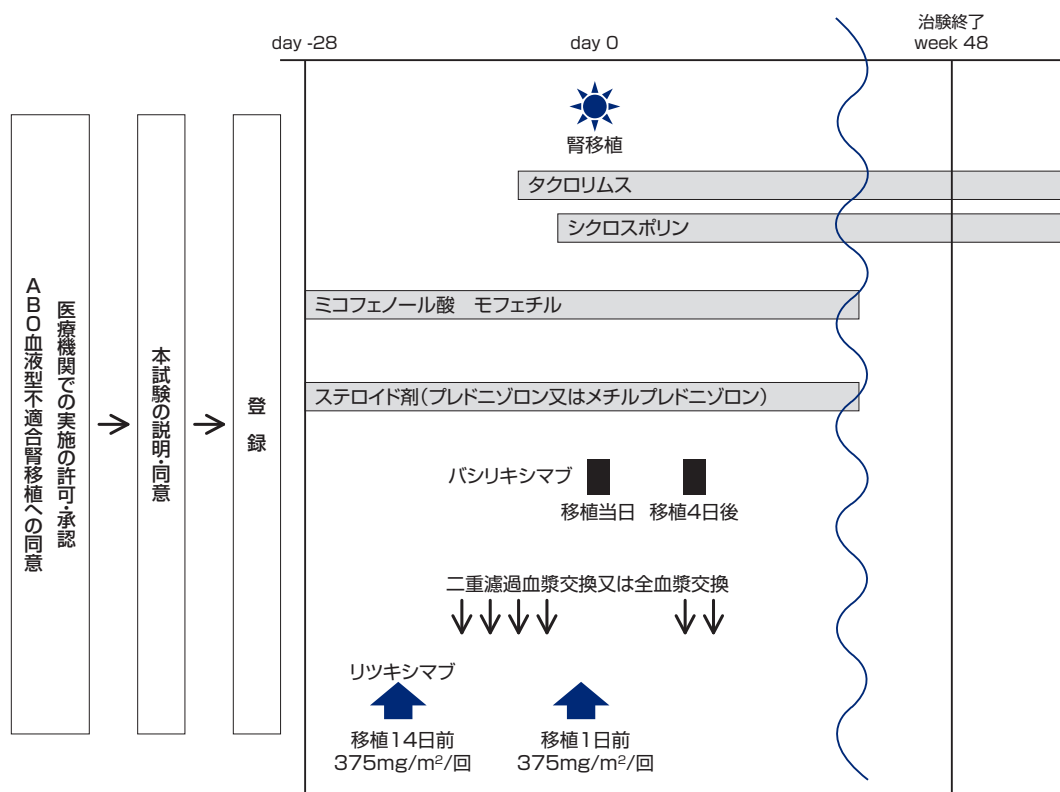 day -28
day 0
治験終了
week 48
腎移植
タクロリムス
シクロスポリン
ミコフェノール酸　モフェチル
ステロイド剤(プレドニゾロン又はメチルプレドニゾロン)
医療機関での実施の許可・承認
ABO血液型不適合腎移植への同意
本試験の説明・同意
登録
バシリキシマブ
移植当日
移植4日後
二重濾過血漿交換又は全血漿交換
リツキシマブ
移植14日前
375mg/m²/回
移植1日前
375mg/m²/回